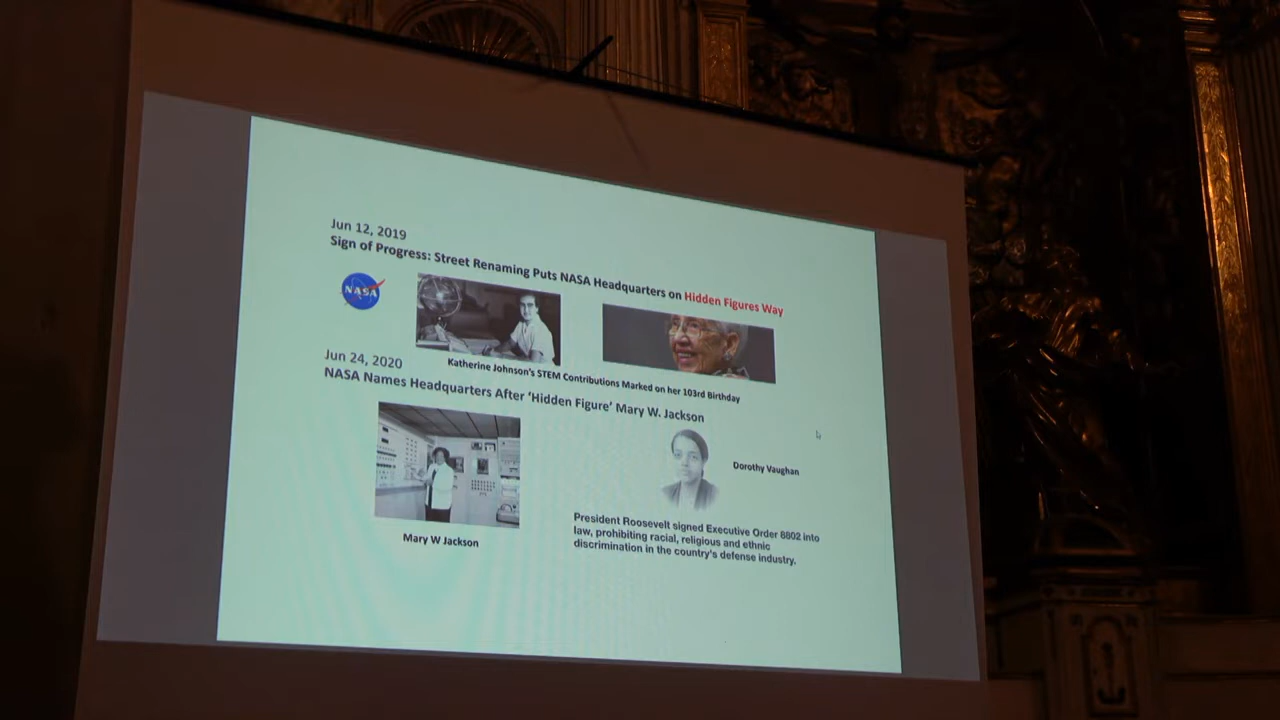 Jun 12, 2019
Sign of Progress: Street Renaming Puts NASA Headquarters on Hidden Figures Way
NASA
Katherine Johnson's STEM Contributions Marked on her 103rd Birthday
Jun 24, 2020
NASA Names Headquarters After ‘Hidden Figure’ Mary W. Jackson
Dorothy Vaughan
Mary W Jackson
President Roosevelt signed Executive Order 8802 into
law, prohibiting racial, religious and ethnic
discrimination in the country's defense industry.